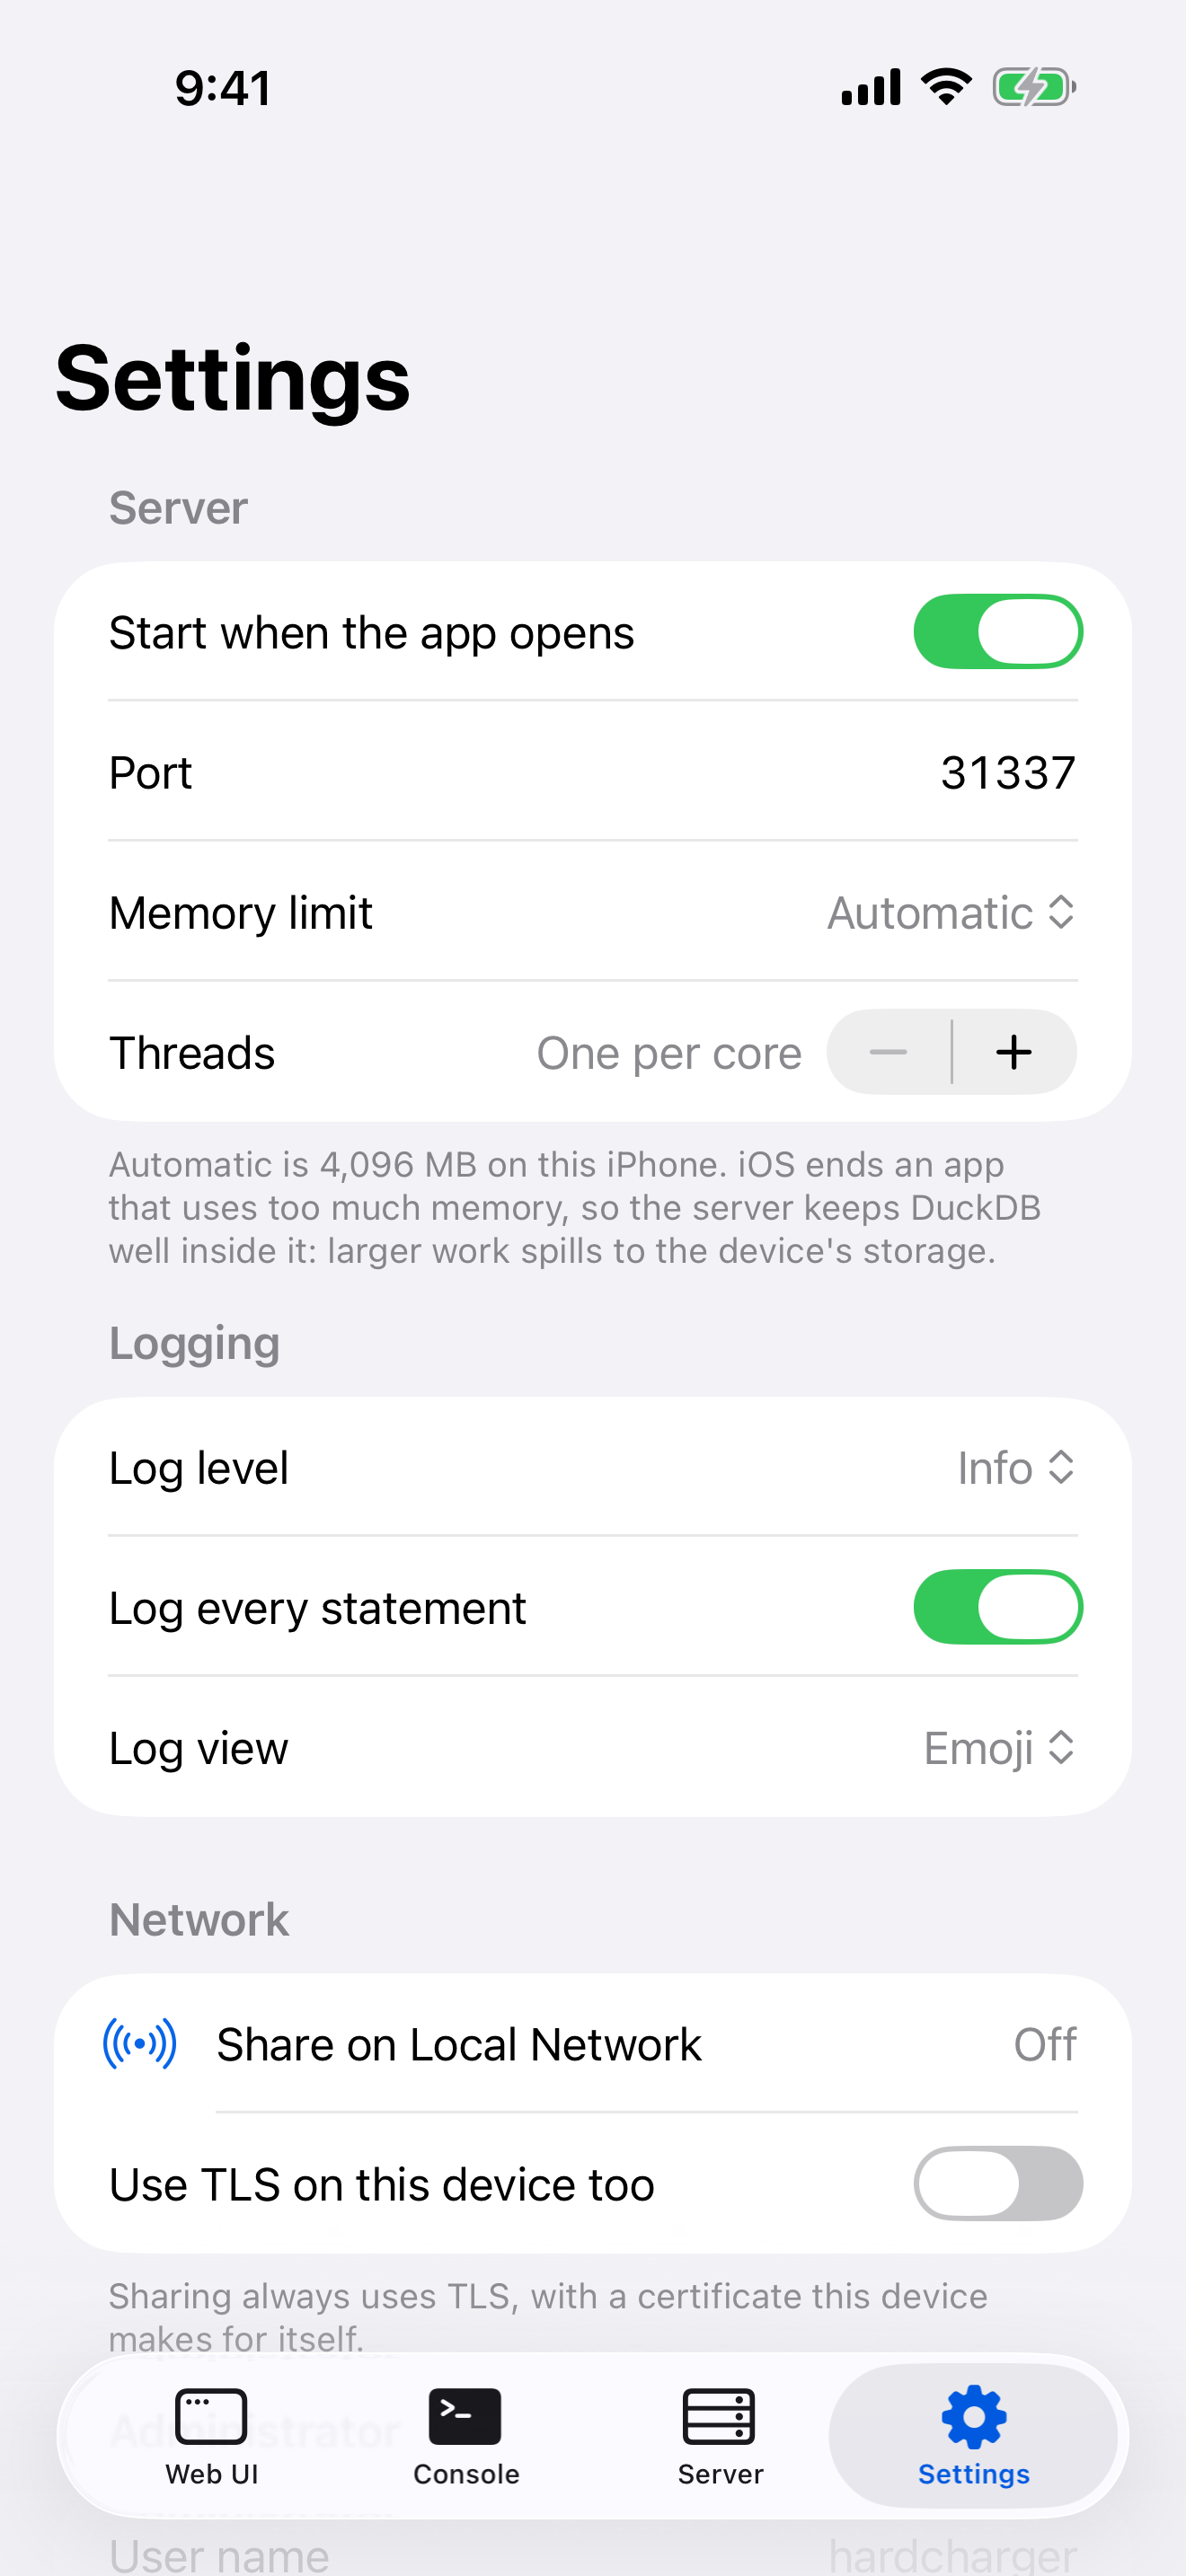 9:41
Settings
Server
Start when the app opens
Port 31337
Memory limit Automatic
Threads One per core − +
Automatic is 4,096 MB on this iPhone. iOS ends an app
that uses too much memory, so the server keeps DuckDB
well inside it: larger work spills to the device's storage.
Logging
Log level Info
Log every statement
Log view Emoji
Network
Share on Local Network Off
Use TLS on this device too
Sharing always uses TLS, with a certificate this device
makes for itself.
Administrator
Web UI Console Server Settings
User name hardcharger